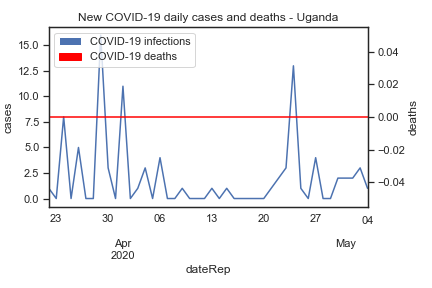 New COVID-19 daily cases and deaths - Uganda
COVID-19 infections
COVID-19 deaths
15.0
12.5
10.0
7.5
5.0
2.5
0.0
cases
0.04
0.02
0.00
−0.02
−0.04
deaths
23 30 06 13 20 27 04
Apr May
2020
dateRep